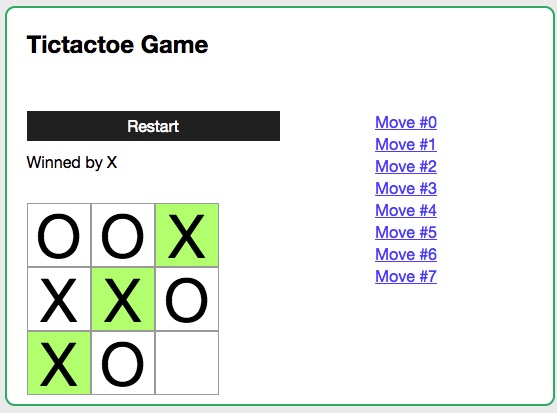 Tictactoe Game
Restart
Winned by X
O O X
X X O
X O
Move #0
Move #1
Move #2
Move #3
Move #4
Move #5
Move #6
Move #7